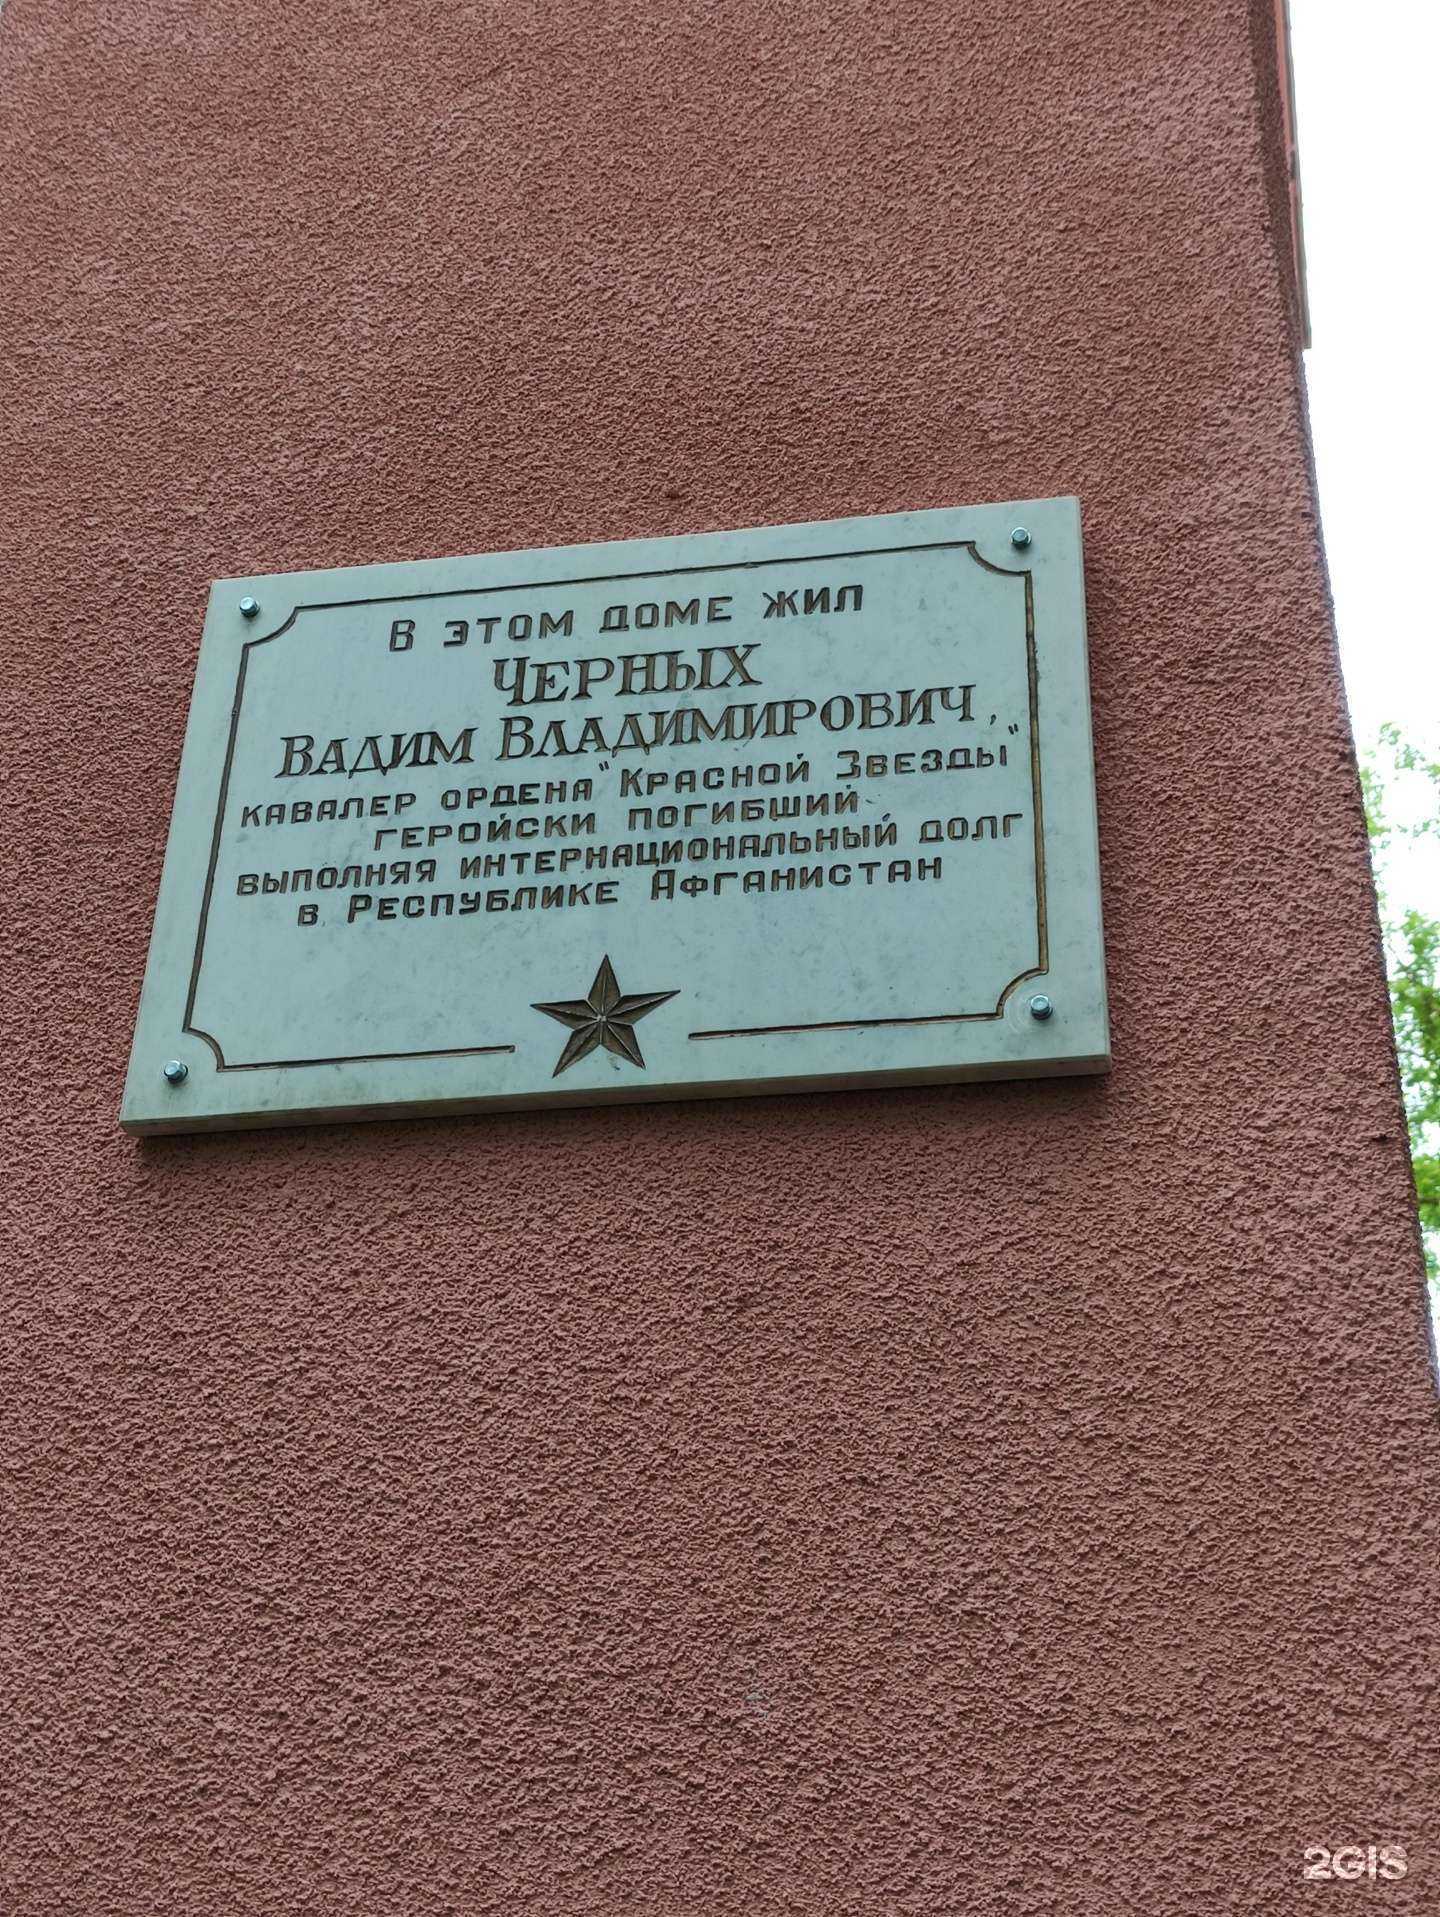 В ЭТОМ ДОМЕ ЖИЛ
ЧЕРНЫХ
ВАДИМ ВЛАДИМИРОВИЧ,
КАВАЛЕР ОРДЕНА "КРАСНОЙ ЗВЕЗДЫ"
ГЕРОЙСКИ ПОГИБШИЙ
ВЫПОЛНЯЯ ИНТЕРНАЦИОНАЛЬНЫЙ ДОЛГ
В РЕСПУБЛИКЕ АФГАНИСТАН
2GIS